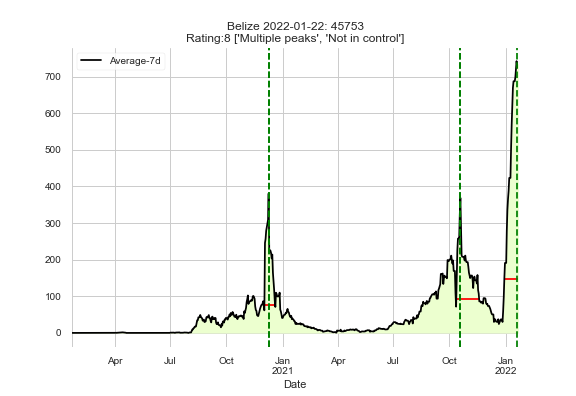 Belize 2022-01-22: 45753
Rating:8 ['Multiple peaks', 'Not in control']
Average-7d
700
600
500
400
300
200
100
0
Apr Jul Oct Jan Apr Jul Oct Jan
2021 2022
Date